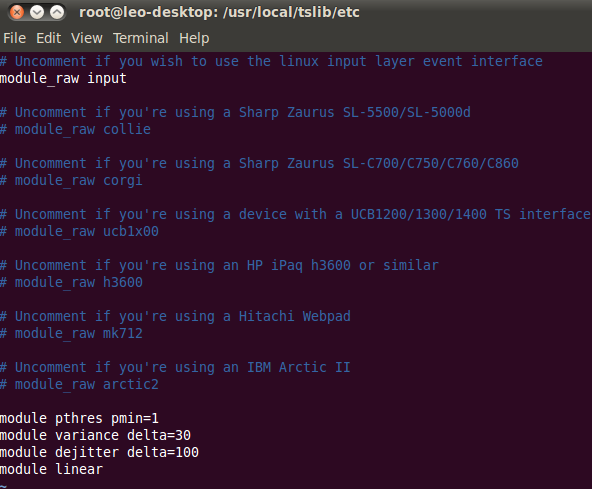 root@leo-desktop: /usr/local/tslib/etc
File Edit View Terminal Help
# Uncomment if you wish to use the linux input layer event interface
module_raw input
# Uncomment if you're using a Sharp Zaurus SL-5500/SL-5000d
# module_raw collie
# Uncomment if you're using a Sharp Zaurus SL-C700/C750/C760/C860
# module_raw corgi
# Uncomment if you're using a device with a UCB1200/1300/1400 TS interface
# module_raw ucb1x00
# Uncomment if you're using an HP iPaq h3600 or similar
# module_raw h3600
# Uncomment if you're using a Hitachi Webpad
# module_raw mk712
# Uncomment if you're using an IBM Arctic II
# module_raw arctic2
module pthres pmin=1
module variance delta=30
module dejitter delta=100
module linear
~